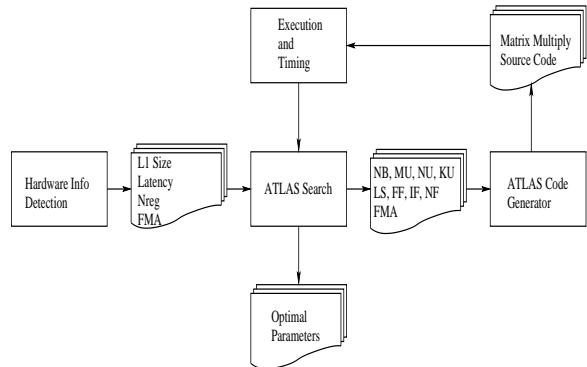 Execution
and
Timing
Matrix Multiply
Source Code
Hardware Info
Detection
L1 Size
Latency
Nreg
FMA
ATLAS Search
NB, MU, NU, KU
LS, FF, IF, NF
FMA
ATLAS Code
Generator
Optimal
Parameters